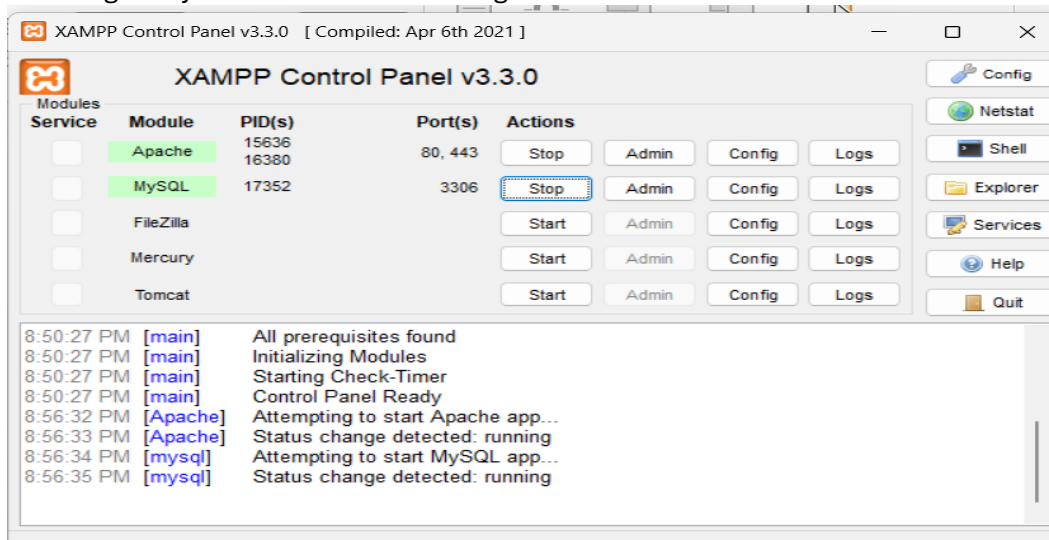 XAMPP Control Panel v3.3.0 [ Compiled: Apr 6th 2021 ]
XAMPP Control Panel v3.3.0
Config
Modules
Service Module PID(s) Port(s) Actions
Netstat
Apache 15636 16380 80, 443 Stop Admin Config Logs
Shell
MySQL 17352 3306 Stop Admin Config Logs
Explorer
FileZilla Start Admin Config Logs
Services
Mercury Start Admin Config Logs
Help
Tomcat Start Admin Config Logs
Quit
8:50:27 PM [main] All prerequisites found
8:50:27 PM [main] Initializing Modules
8:50:27 PM [main] Starting Check-Timer
8:50:27 PM [main] Control Panel Ready
8:56:32 PM [Apache] Attempting to start Apache app...
8:56:33 PM [Apache] Status change detected: running
8:56:34 PM [mysql] Attempting to start MySQL app...
8:56:35 PM [mysql] Status change detected: running